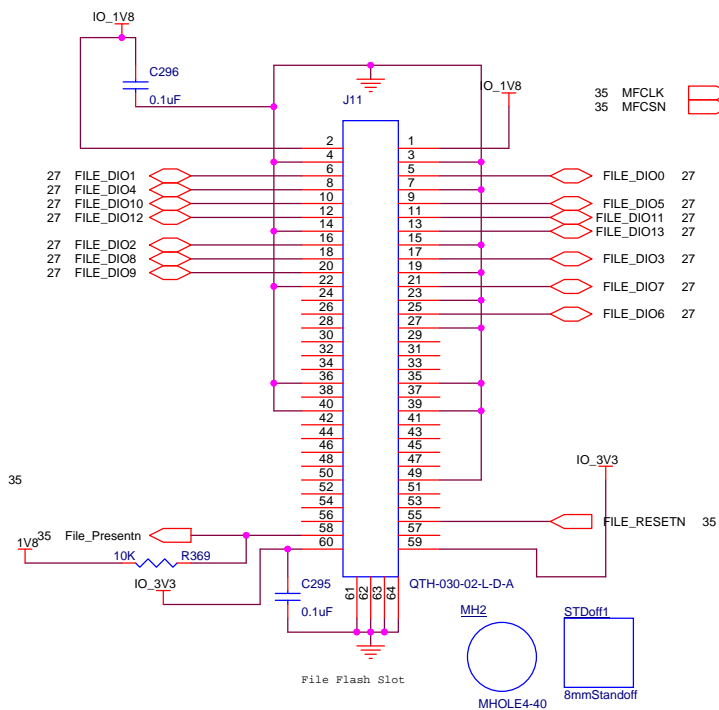 IO_1V8
C296
0.1uF
J11
IO_1V8
35 MFCLK
35 MFCSN
2 1
4 3
27 FILE_DIO1 6 5 FILE_DIO0 27
27 FILE_DIO4 8 7
27 FILE_DIO10 10 9 FILE_DIO5 27
27 FILE_DIO12 12 11 FILE_DIO11 27
14 13 FILE_DIO13 27
27 FILE_DIO2 16 15
27 FILE_DIO8 18 17 FILE_DIO3 27
27 FILE_DIO9 20 19
22 21 FILE_DIO7 27
24 23
26 25 FILE_DIO6 27
28 27
30 29
32 31
34 33
36 35
38 37
40 39
42 41
44 43
46 45
48 47
50 49
35
IO_3V3
52 51
54 53
56 55 FILE_RESETN 35
35 File_Presentn 58 57
1V8 60 59
10K R369
IO_3V3
C295
0.1uF
61 62 63 64
QTH-030-02-L-D-A
MH2
STDoff1
File Flash Slot
8mmStandoff
MHOLE4-40